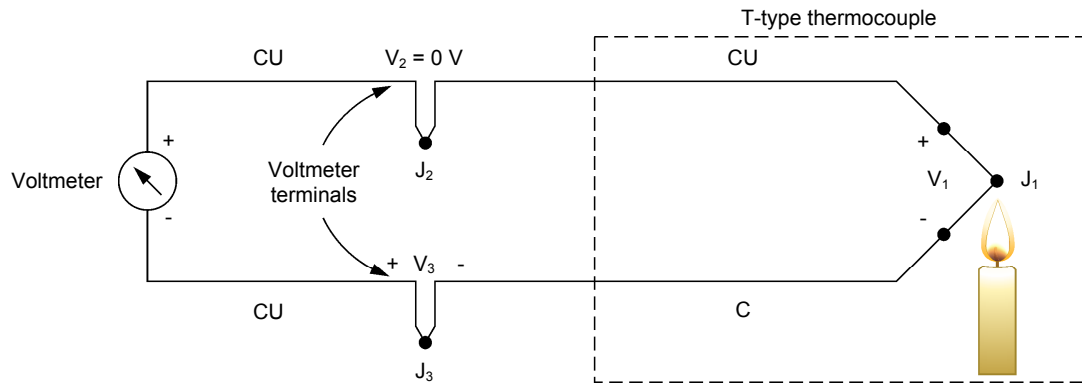 T-type thermocouple
CU
V₂ = 0 V
CU
+
J₂
Voltmeter
Voltmeter
terminals
+
V₁
J₁
-
-
+ V₃ -
CU
C
J₃